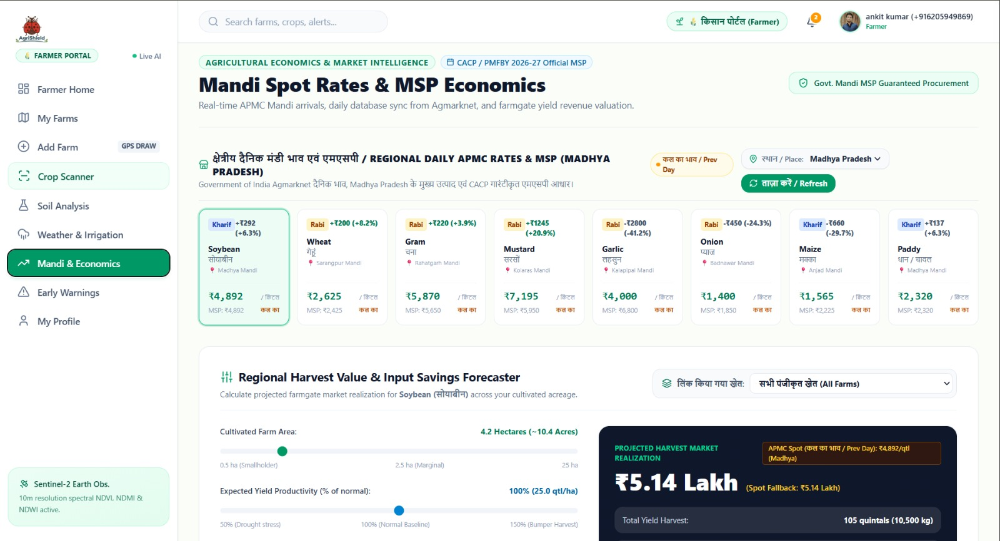 AgriShield
FARMER PORTAL
Live AI
Farmer Home
My Farms
Add Farm
GPS DRAW
Crop Scanner
Soil Analysis
Weather & Irrigation
Mandi & Economics
Early Warnings
My Profile
Sentinel-2 Earth Obs.
10m resolution spectral NDVI, NDMI &
NDWI active.
Search farms, crops, alerts...
किसान पोर्टल (Farmer)
2
ankit kumar (+916205949869)
Farmer
AGRICULTURAL ECONOMICS & MARKET INTELLIGENCE
CACP / PMFBY 2026-27 Official MSP
Mandi Spot Rates & MSP Economics
Real-time APMC Mandi arrivals, daily database sync from Agmarknet, and farmgate yield revenue valuation.
Govt. Mandi MSP Guaranteed Procurement
क्षेत्रीय दैनिक मंडी भाव एवं एमएसपी / REGIONAL DAILY APMC RATES & MSP (MADHYA
PRADESH)
Government of India Agmarknet दैनिक भाव, Madhya Pradesh के मुख्य उत्पाद एवं CACP गारंटीकृत एमएसपी आधार।
कल का भाव / Prev
Day
स्थान / Place: Madhya Pradesh
ताज़ा करें / Refresh
Kharif +₹292
(+6.3%)
Soybean
सोयाबीन
Madhya Mandi
₹4,892 / क्विंटल
MSP: ₹4,892 कल का
Rabi +₹200 (+8.2%)
Wheat
गेहूं
Sarangpur Mandi
₹2,625 / क्विंटल
MSP: ₹2,425 कल का
Rabi +₹220 (+3.9%)
Gram
चना
Rahatgarh Mandi
₹5,870 / क्विंटल
MSP: ₹5,650 कल का
Rabi +₹1245
(+20.9%)
Mustard
सरसों
Kolaras Mandi
₹7,195 / क्विंटल
MSP: ₹5,950 कल का
Rabi -₹2800
(-41.2%)
Garlic
लहसुन
Kalapipal Mandi
₹4,000 / क्विंटल
MSP: ₹6,800 कल का
Rabi -₹450 (-24.3%)
Onion
प्याज
Badnawar Mandi
₹1,400 / क्विंटल
MSP: ₹1,850 कल का
Kharif -₹660
(-29.7%)
Maize
मक्का
Anjad Mandi
₹1,565 / क्विंटल
MSP: ₹2,225 कल का
Kharif +₹137
(+6.3%)
Paddy
धान / चावल
Madhya Mandi
₹2,320 / क्विंटल
MSP: ₹2,320 कल का
Regional Harvest Value & Input Savings Forecaster
Calculate projected farmgate market realization for Soybean (सोयाबीन) across your cultivated acreage.
लिंक किया गया खेत: सभी पंजीकृत खेत (All Farms)
Cultivated Farm Area: 4.2 Hectares (~10.4 Acres)
0.5 ha (Smallholder) 2.5 ha (Marginal) 25 ha
Expected Yield Productivity (% of normal): 100% (25.0 qtl/ha)
50% (Drought stress) 100% (Normal Baseline) 150% (Bumper Harvest)
PROJECTED HARVEST MARKET
REALIZATION
APMC Spot (कल का भाव / Prev Day): ₹4,892/qtl
(Madhya)
₹5.14 Lakh (Spot Fallback: ₹5.14 Lakh)
Total Yield Harvest: 105 quintals (10,500 kg)